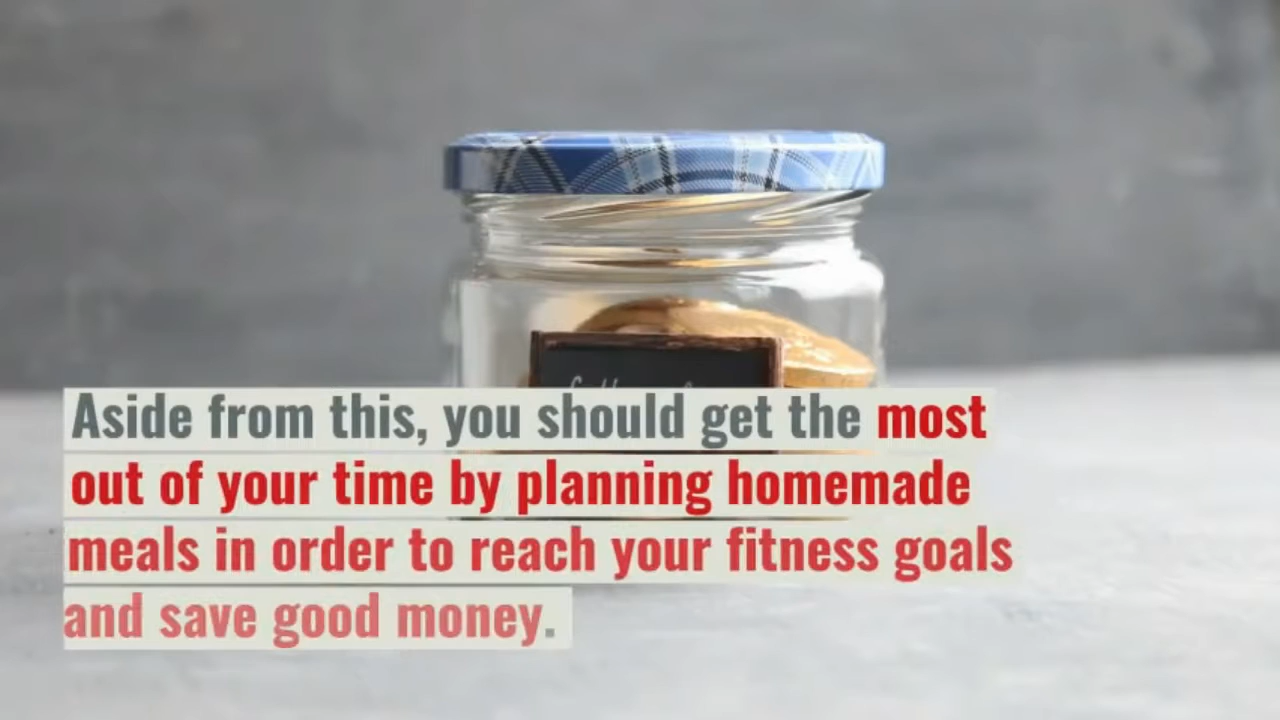 Aside from this, you should get the most
out of your time by planning homemade
meals in order to reach your fitness goals
and save good money.